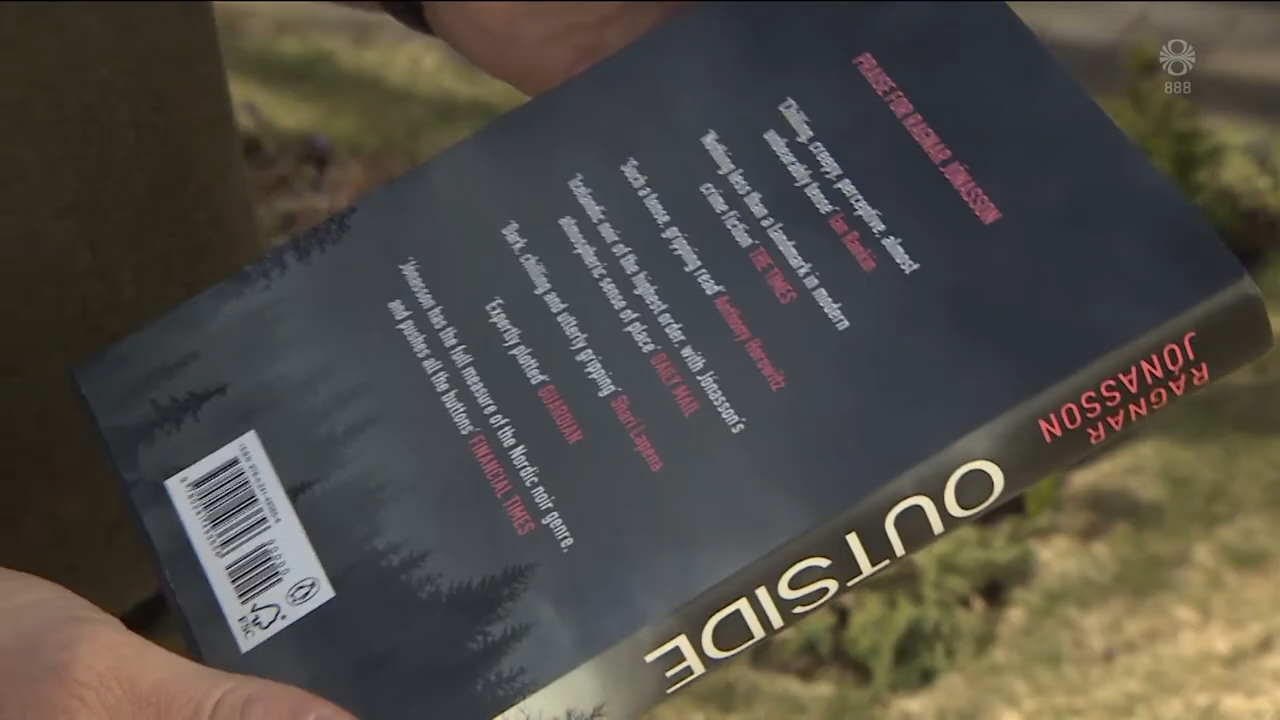 PRAISE FOR RAGNAR JÓNASSON
'Chilling, creepy, perceptive, almost
unbearably tense' Ian Rankin
'Nothing less than a landmark in modern
crime fiction' THE TIMES
'Such a tense, gripping read' Anthony Horowitz
'Icelandic noir of the highest order, with Jónasson's
atmospheric sense of place' DAILY MAIL
'Dark, chilling and utterly gripping' Shari Lapena
'Expertly plotted' GUARDIAN
'Jónasson has the full measure of the Nordic noir genre,
and pushes all the buttons' FINANCIAL TIMES
RAGNAR
JÓNASSON
OUTSIDE
ISBN
90000
FSC
888